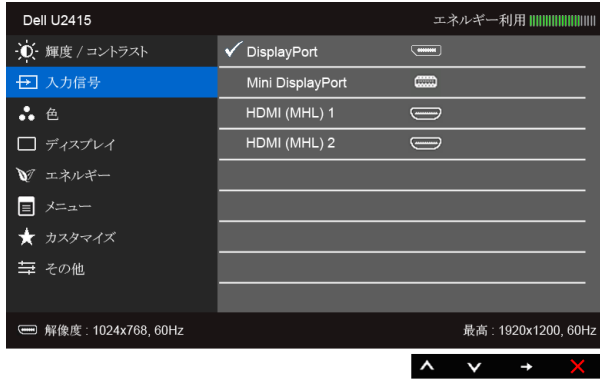 Dell U2415 エネルギー利用
輝度 / コントラスト ✓ DisplayPort
入力信号 Mini DisplayPort
色 HDMI (MHL) 1
ディスプレイ HDMI (MHL) 2
エネルギー
メニュー
カスタマイズ
その他
解像度 : 1024x768, 60Hz 最高 : 1920x1200, 60Hz